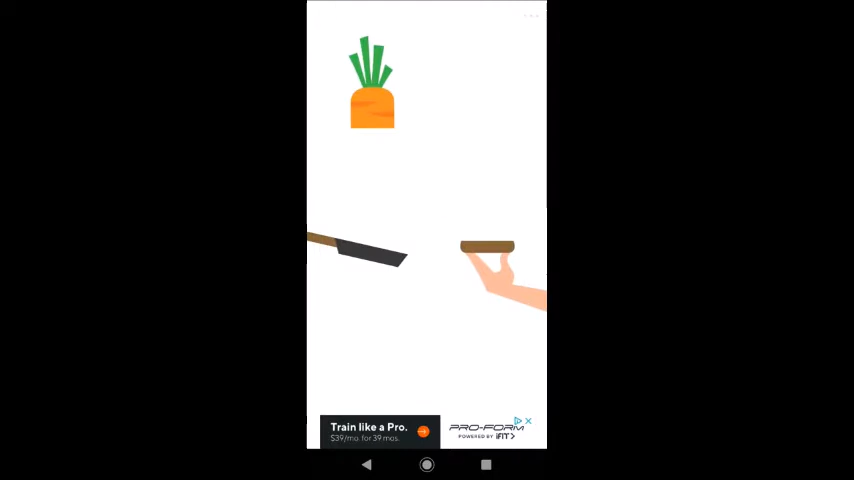 Train like a Pro.
$39/mo. for 39 mos.
PRO-FORM
POWERED BY iFIT